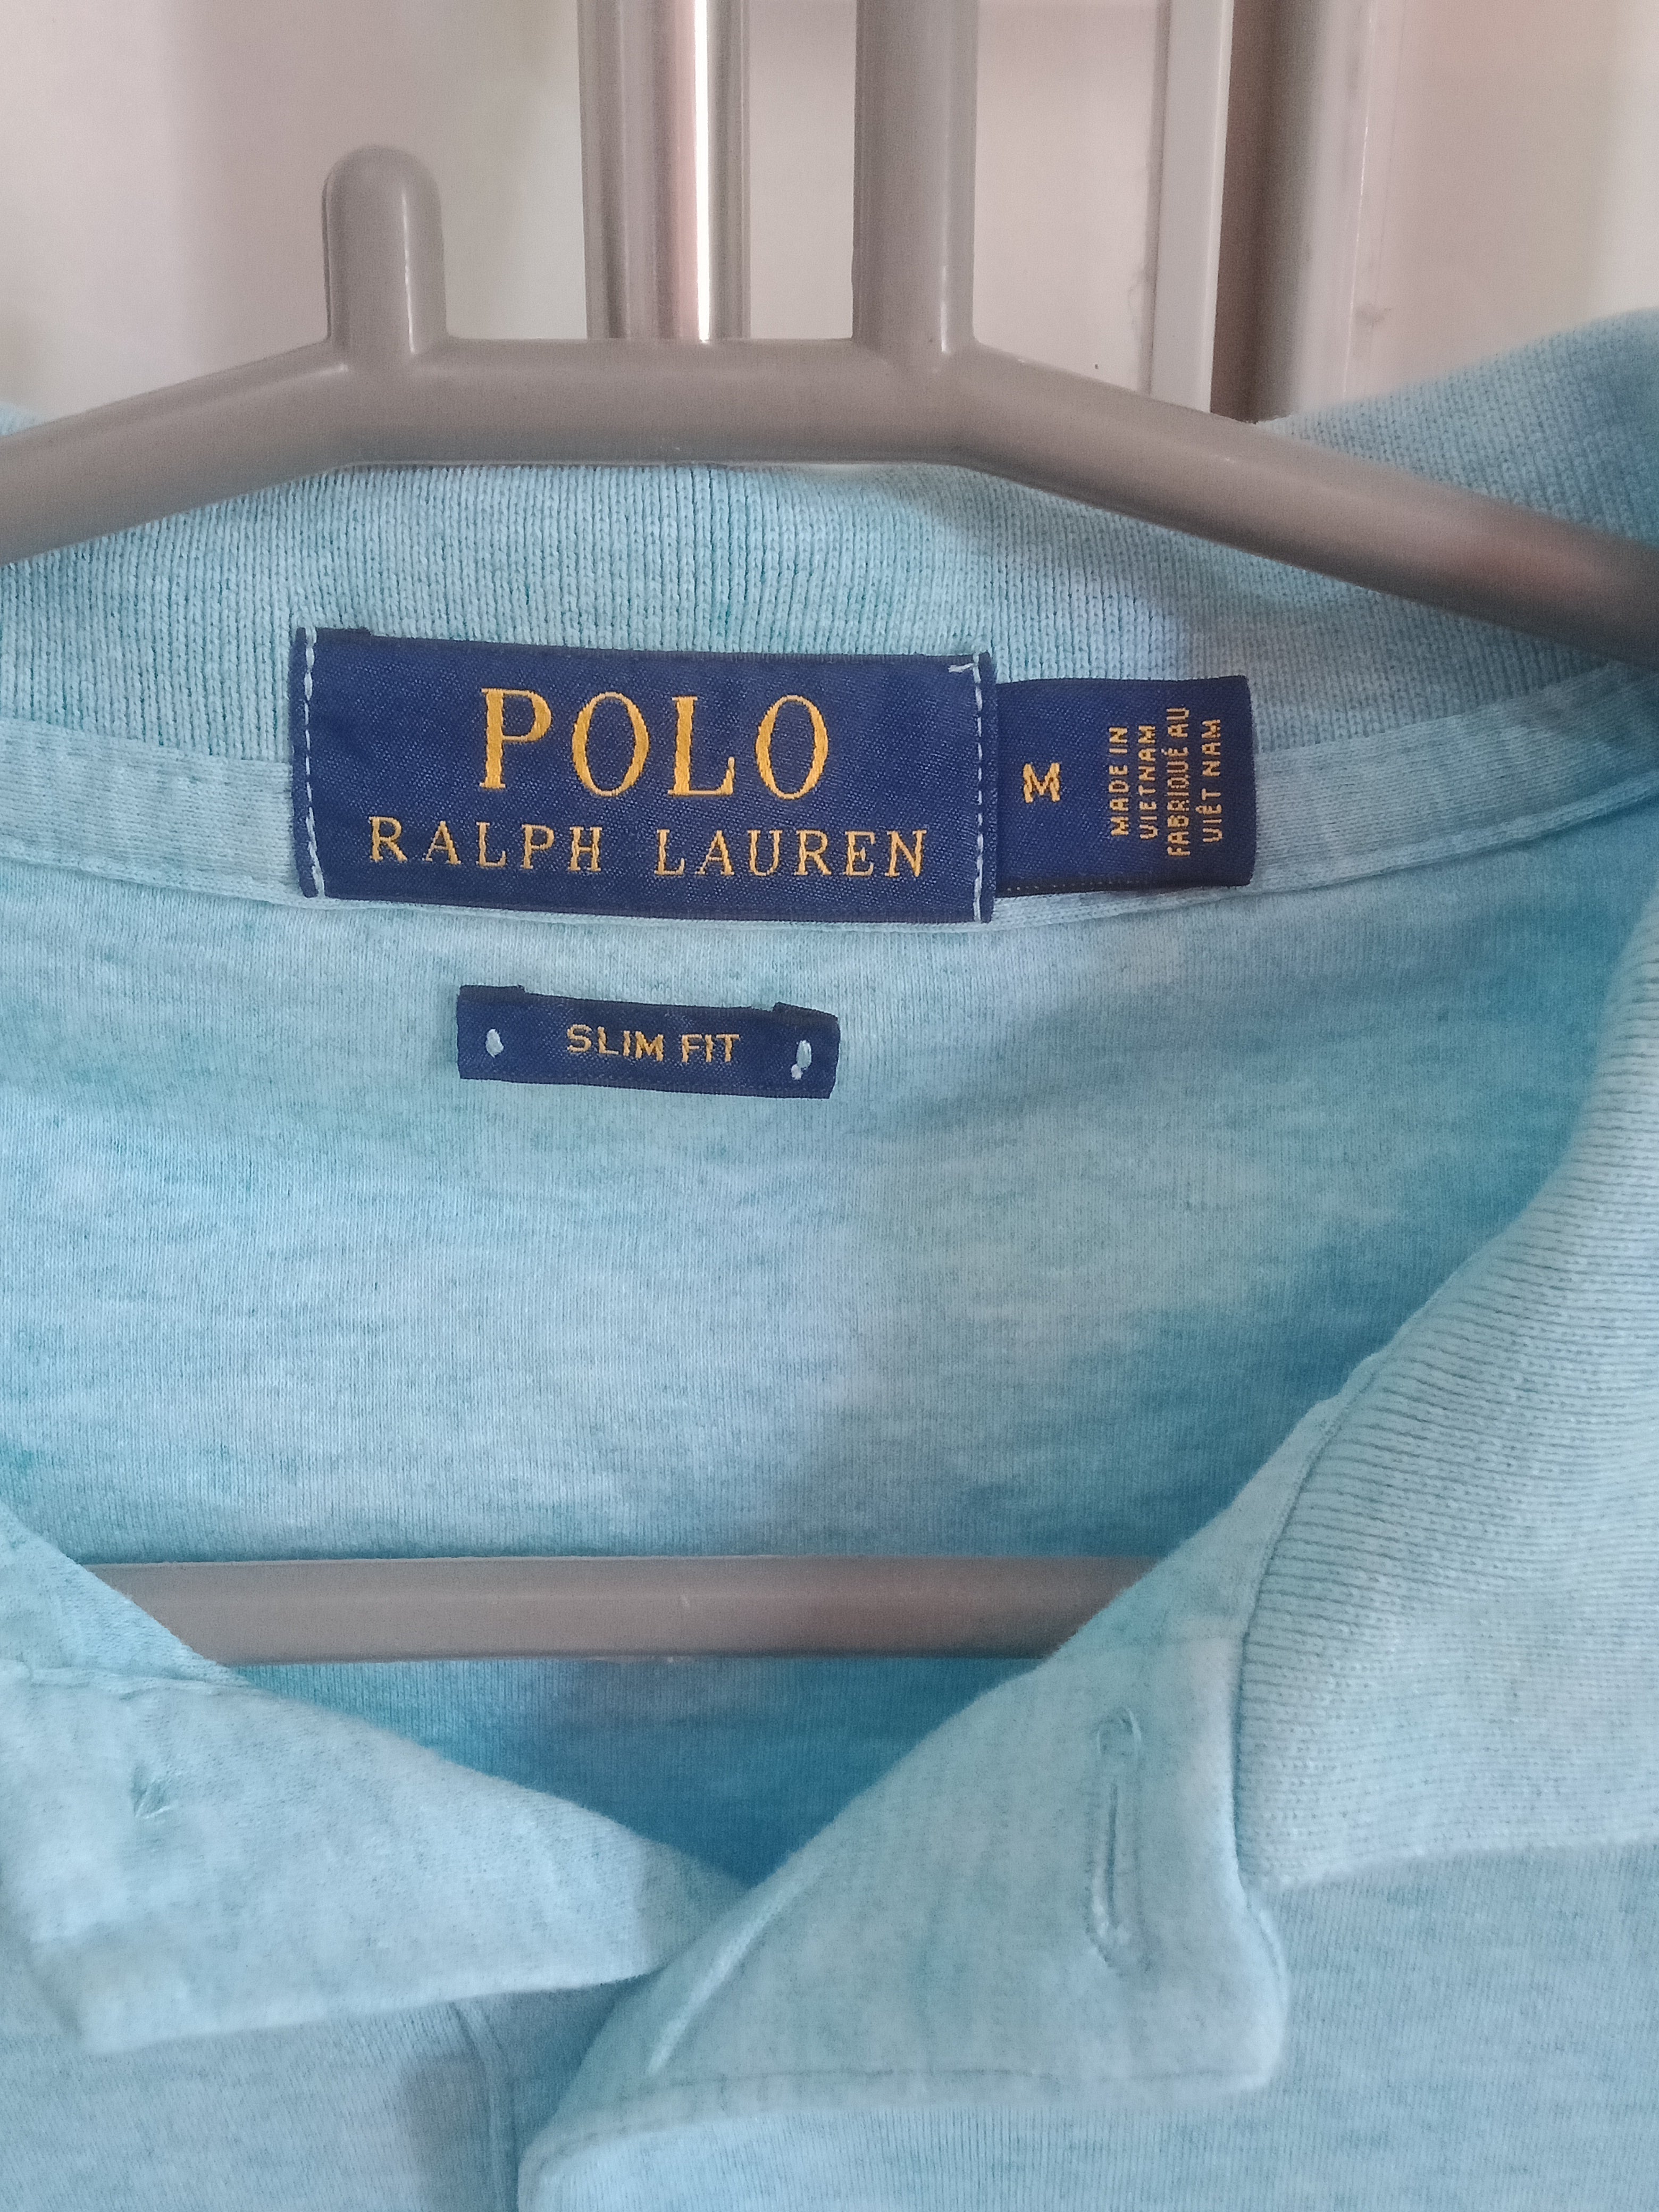 POLO
RALPH LAUREN
M
MADE IN
VIETNAM
FABRIQUÉ AU
VIÊT NAM
SLIM FIT